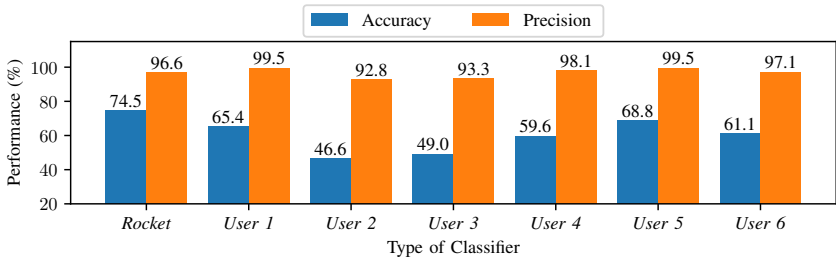 Accuracy Precision
Performance (%)
100
80
60
40
20
74.5 96.6 65.4 99.5 46.6 92.8 49.0 93.3 59.6 98.1 68.8 99.5 61.1 97.1
Rocket User 1 User 2 User 3 User 4 User 5 User 6
Type of Classifier